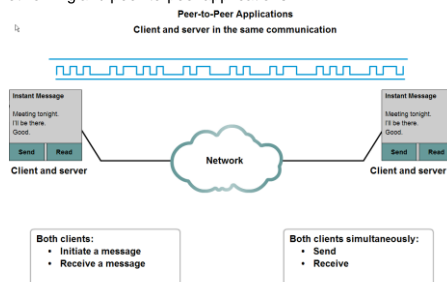 Peer-to-Peer Applications
Client and server in the same communication
Instant Message
Meeting tonight.
I'll be there.
Good.
Send Read
Client and server
Network
Instant Message
Meeting tonight.
I'll be there.
Good.
Send Read
Client and server
Both clients:
• Initiate a message
• Receive a message
Both clients simultaneously:
• Send
• Receive